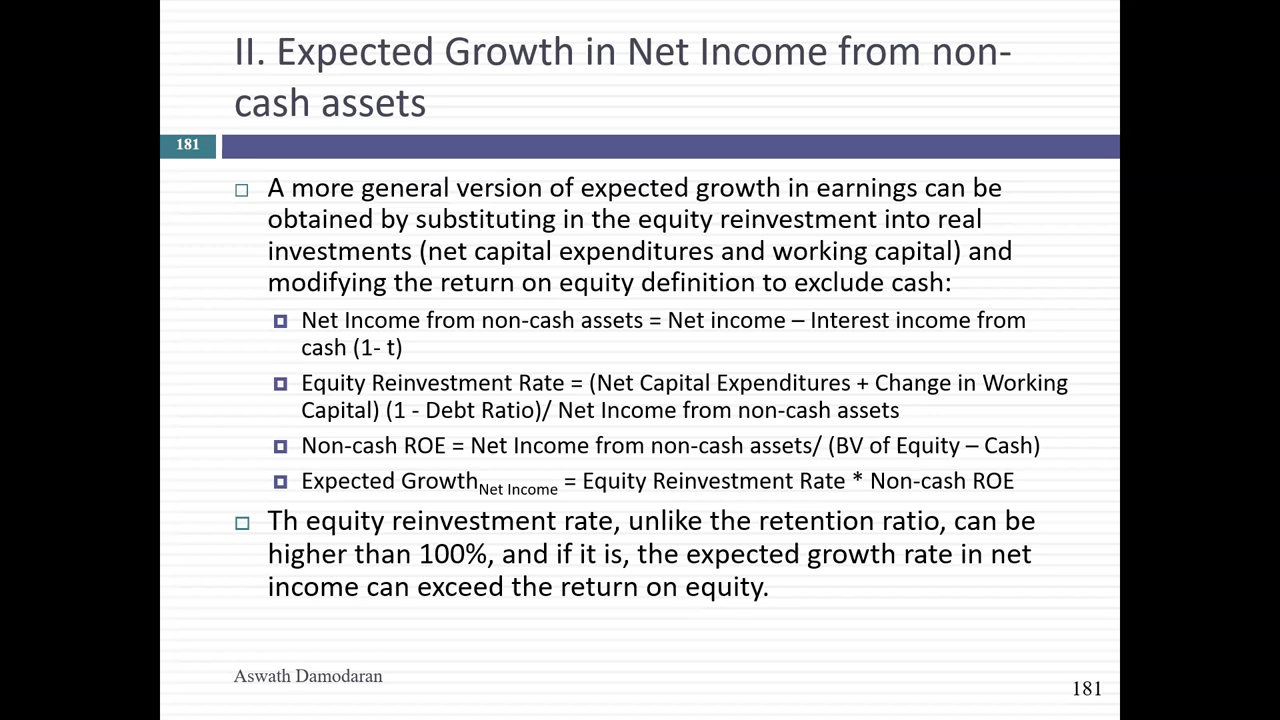 II. Expected Growth in Net Income from non-
cash assets
181
□ A more general version of expected growth in earnings can be
obtained by substituting in the equity reinvestment into real
investments (net capital expenditures and working capital) and
modifying the return on equity definition to exclude cash:
Net Income from non-cash assets = Net income – Interest income from
cash (1- t)
Equity Reinvestment Rate = (Net Capital Expenditures + Change in Working
Capital) (1 - Debt Ratio)/ Net Income from non-cash assets
Non-cash ROE = Net Income from non-cash assets/ (BV of Equity – Cash)
Expected Growth Net Income = Equity Reinvestment Rate * Non-cash ROE
□ Th equity reinvestment rate, unlike the retention ratio, can be
higher than 100%, and if it is, the expected growth rate in net
income can exceed the return on equity.
Aswath Damodaran
181